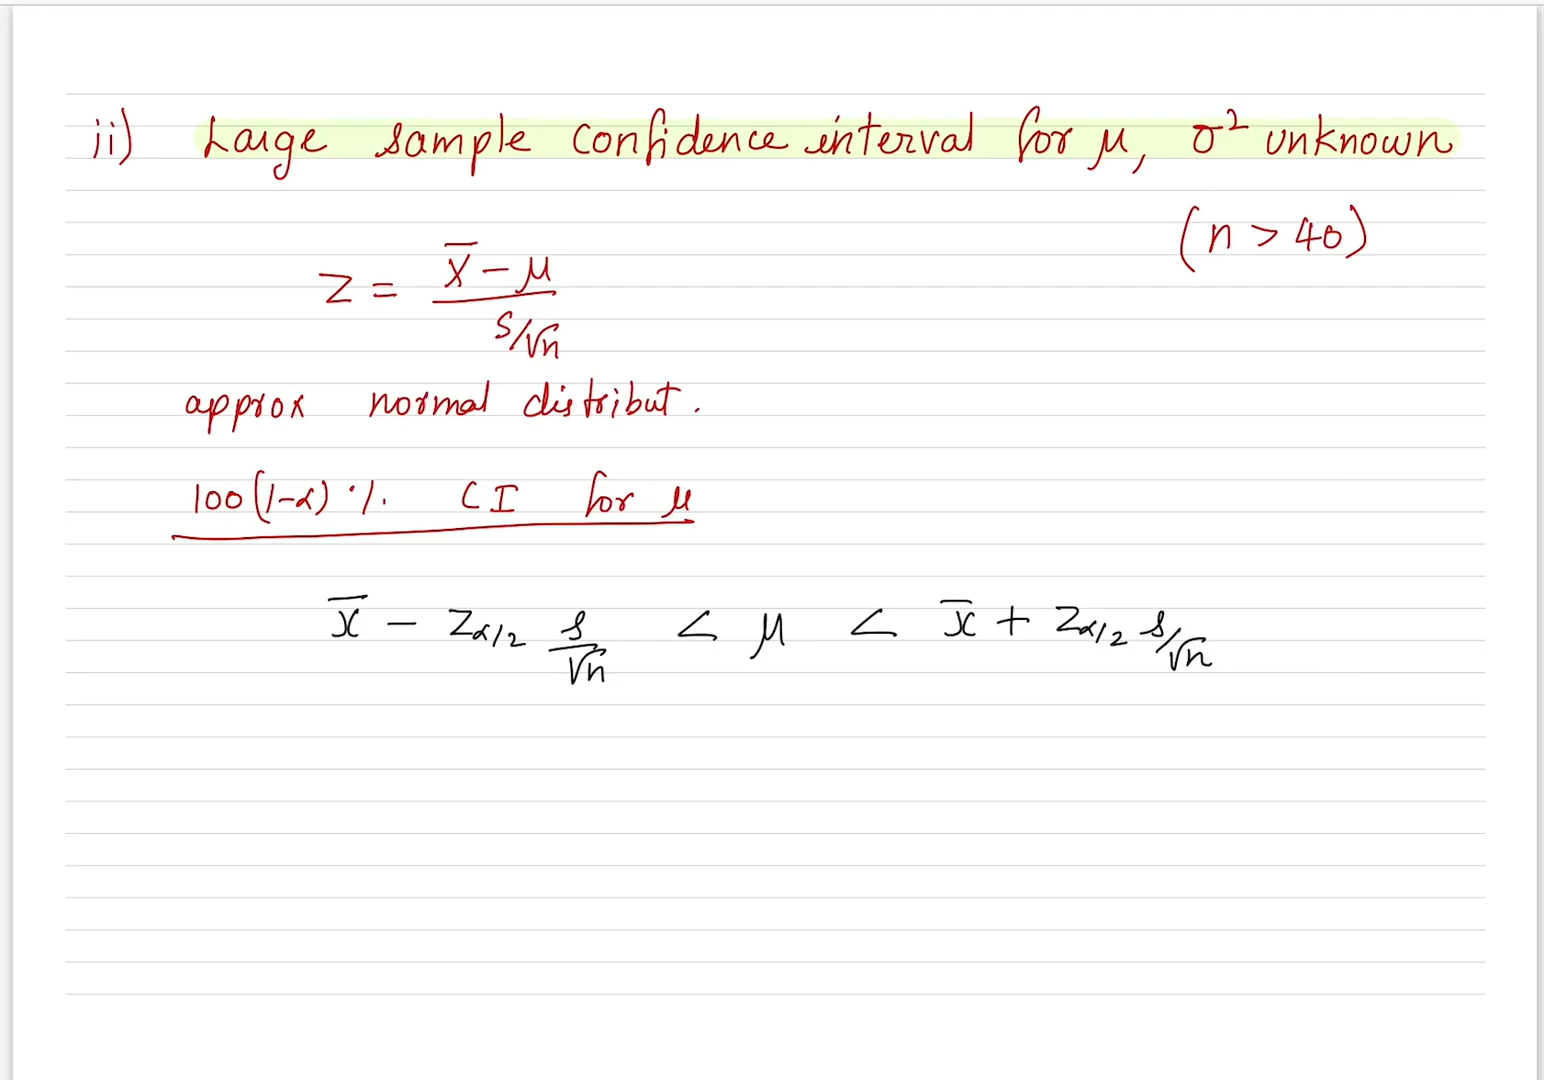 ii) Large sample confidence interval for μ, σ² unknown
(n > 40)
Z = X̄ - μ / S/√n
approx normal distribut.
100(1-α)% CI for μ
x̄ - Zα/2 s/√n < μ < x̄ + Zα/2 s/√n